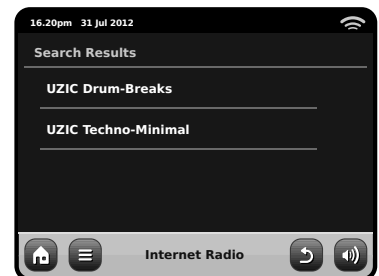 16.20pm 31 Jul 2012
Search Results
UZIC Drum-Breaks
UZIC Techno-Minimal
Internet Radio